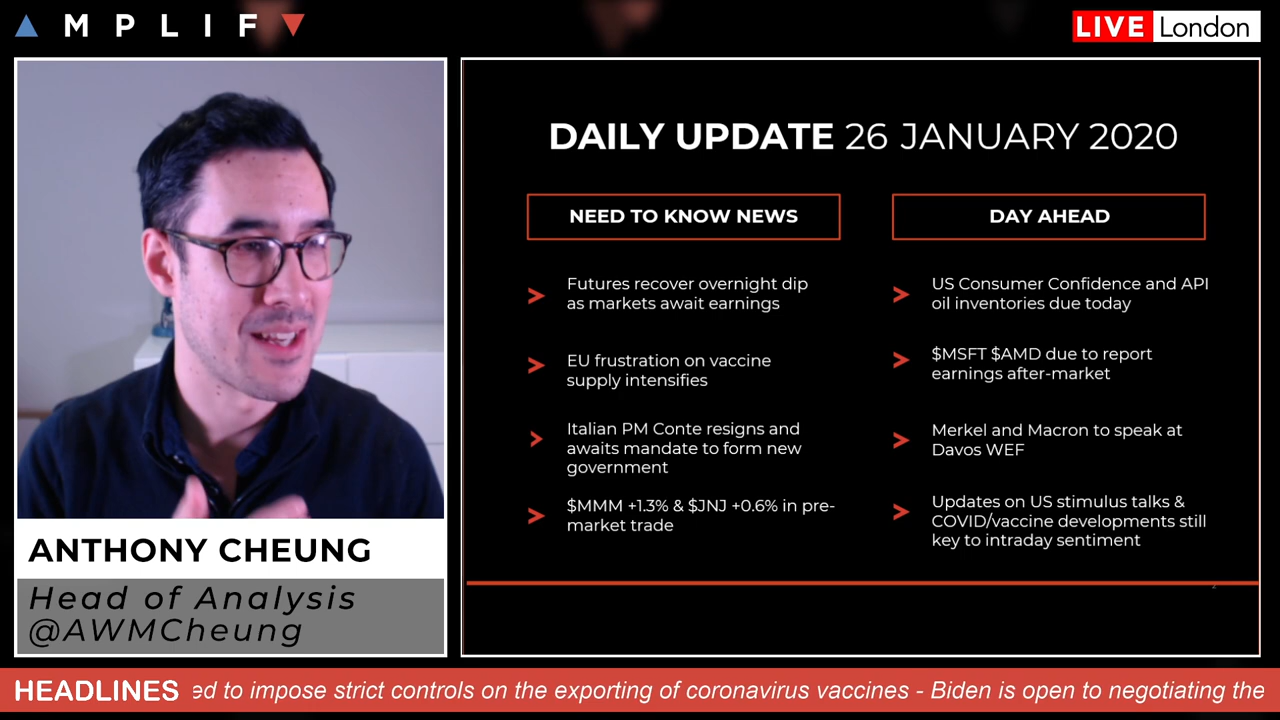 MPLIF
LIVE London
DAILY UPDATE 26 JANUARY 2020
NEED TO KNOW NEWS
Futures recover overnight dip
as markets await earnings
EU frustration on vaccine
supply intensifies
Italian PM Conte resigns and
awaits mandate to form new
government
$MMM +1.3% & $JNJ +0.6% in pre-
market trade
DAY AHEAD
US Consumer Confidence and API
oil inventories due today
$MSFT $AMD due to report
earnings after-market
Merkel and Macron to speak at
Davos WEF
Updates on US stimulus talks &
COVID/vaccine developments still
key to intraday sentiment
2
ANTHONY CHEUNG
Head of Analysis
@AWMCheung
HEADLINES ed to impose strict controls on the exporting of coronavirus vaccines - Biden is open to negotiating the